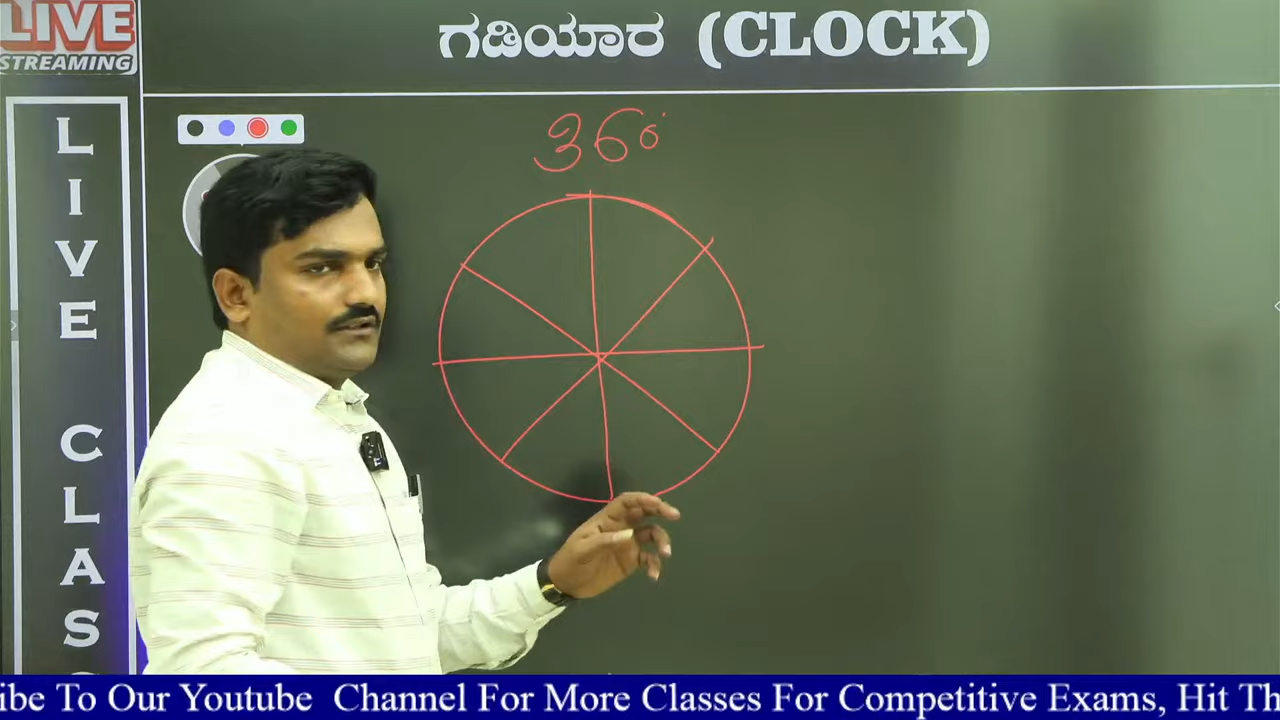 LIVE
STREAMING
ಗಡಿಯಾರ (CLOCK)
LIVE CLAS
360°
ibe To Our Youtube Channel For More Classes For Competitive Exams, Hit Th